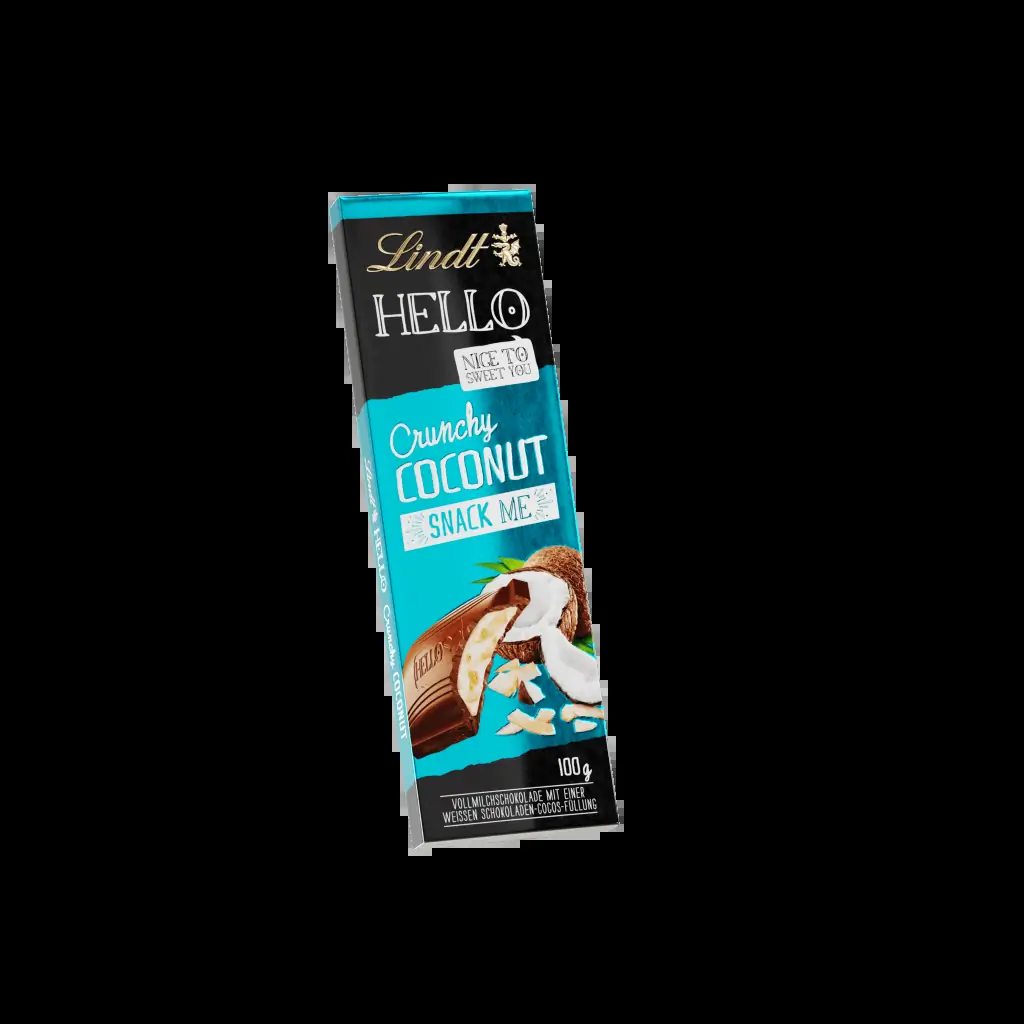 Lindt
HELLO
NICE TO
SWEET YOU
Crunchy
COCONUT
SNACK ME
HELLO
100 g
VOLLMILCHSCHOKOLADE MIT EINER
WEISSEN SCHOKOLADEN-COCOS-FÜLLUNG
Lindt HELLO Crunchy COCONUT